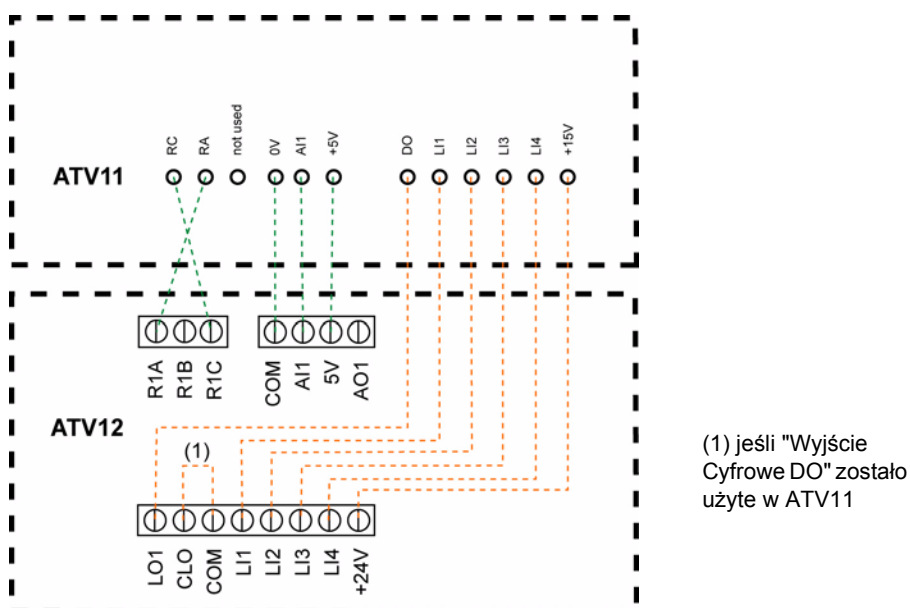 RC RA not used 0V AI1 +5V DO LI1 LI2 LI3 LI4 +15V
ATV11
R1A R1B R1C COM AI1 5V AO1
ATV12
(1)
LO1 CLO COM LI1 LI2 LI3 LI4 +24V
(1) jeśli "Wyjście
Cyfrowe DO" zostało
użyte w ATV11